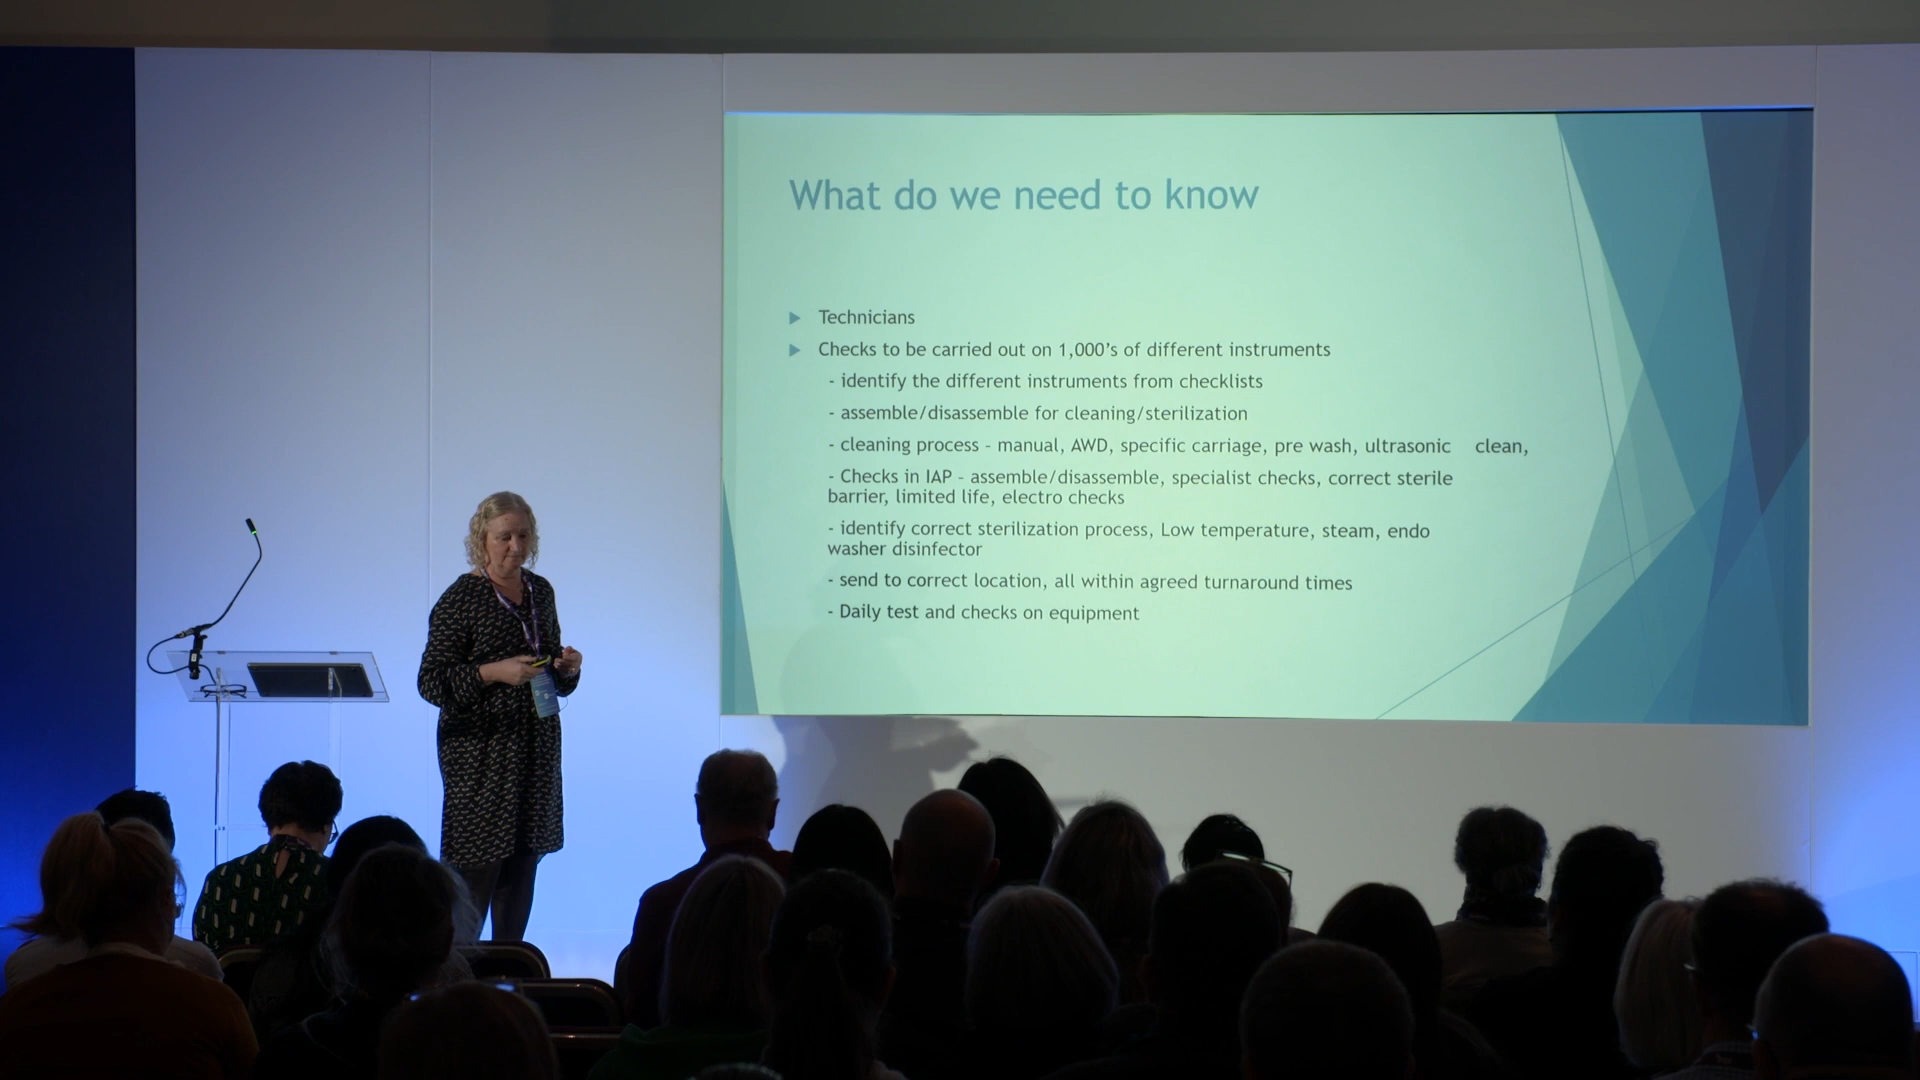 What do we need to know
Technicians
Checks to be carried out on 1,000’s of different instruments
- identify the different instruments from checklists
- assemble/disassemble for cleaning/sterilization
- cleaning process – manual, AWD, specific carriage, pre wash, ultrasonic clean,
- Checks in IAP – assemble/disassemble, specialist checks, correct sterile
barrier, limited life, electro checks
- identify correct sterilization process, Low temperature, steam, endo
washer disinfector
- send to correct location, all within agreed turnaround times
- Daily test and checks on equipment